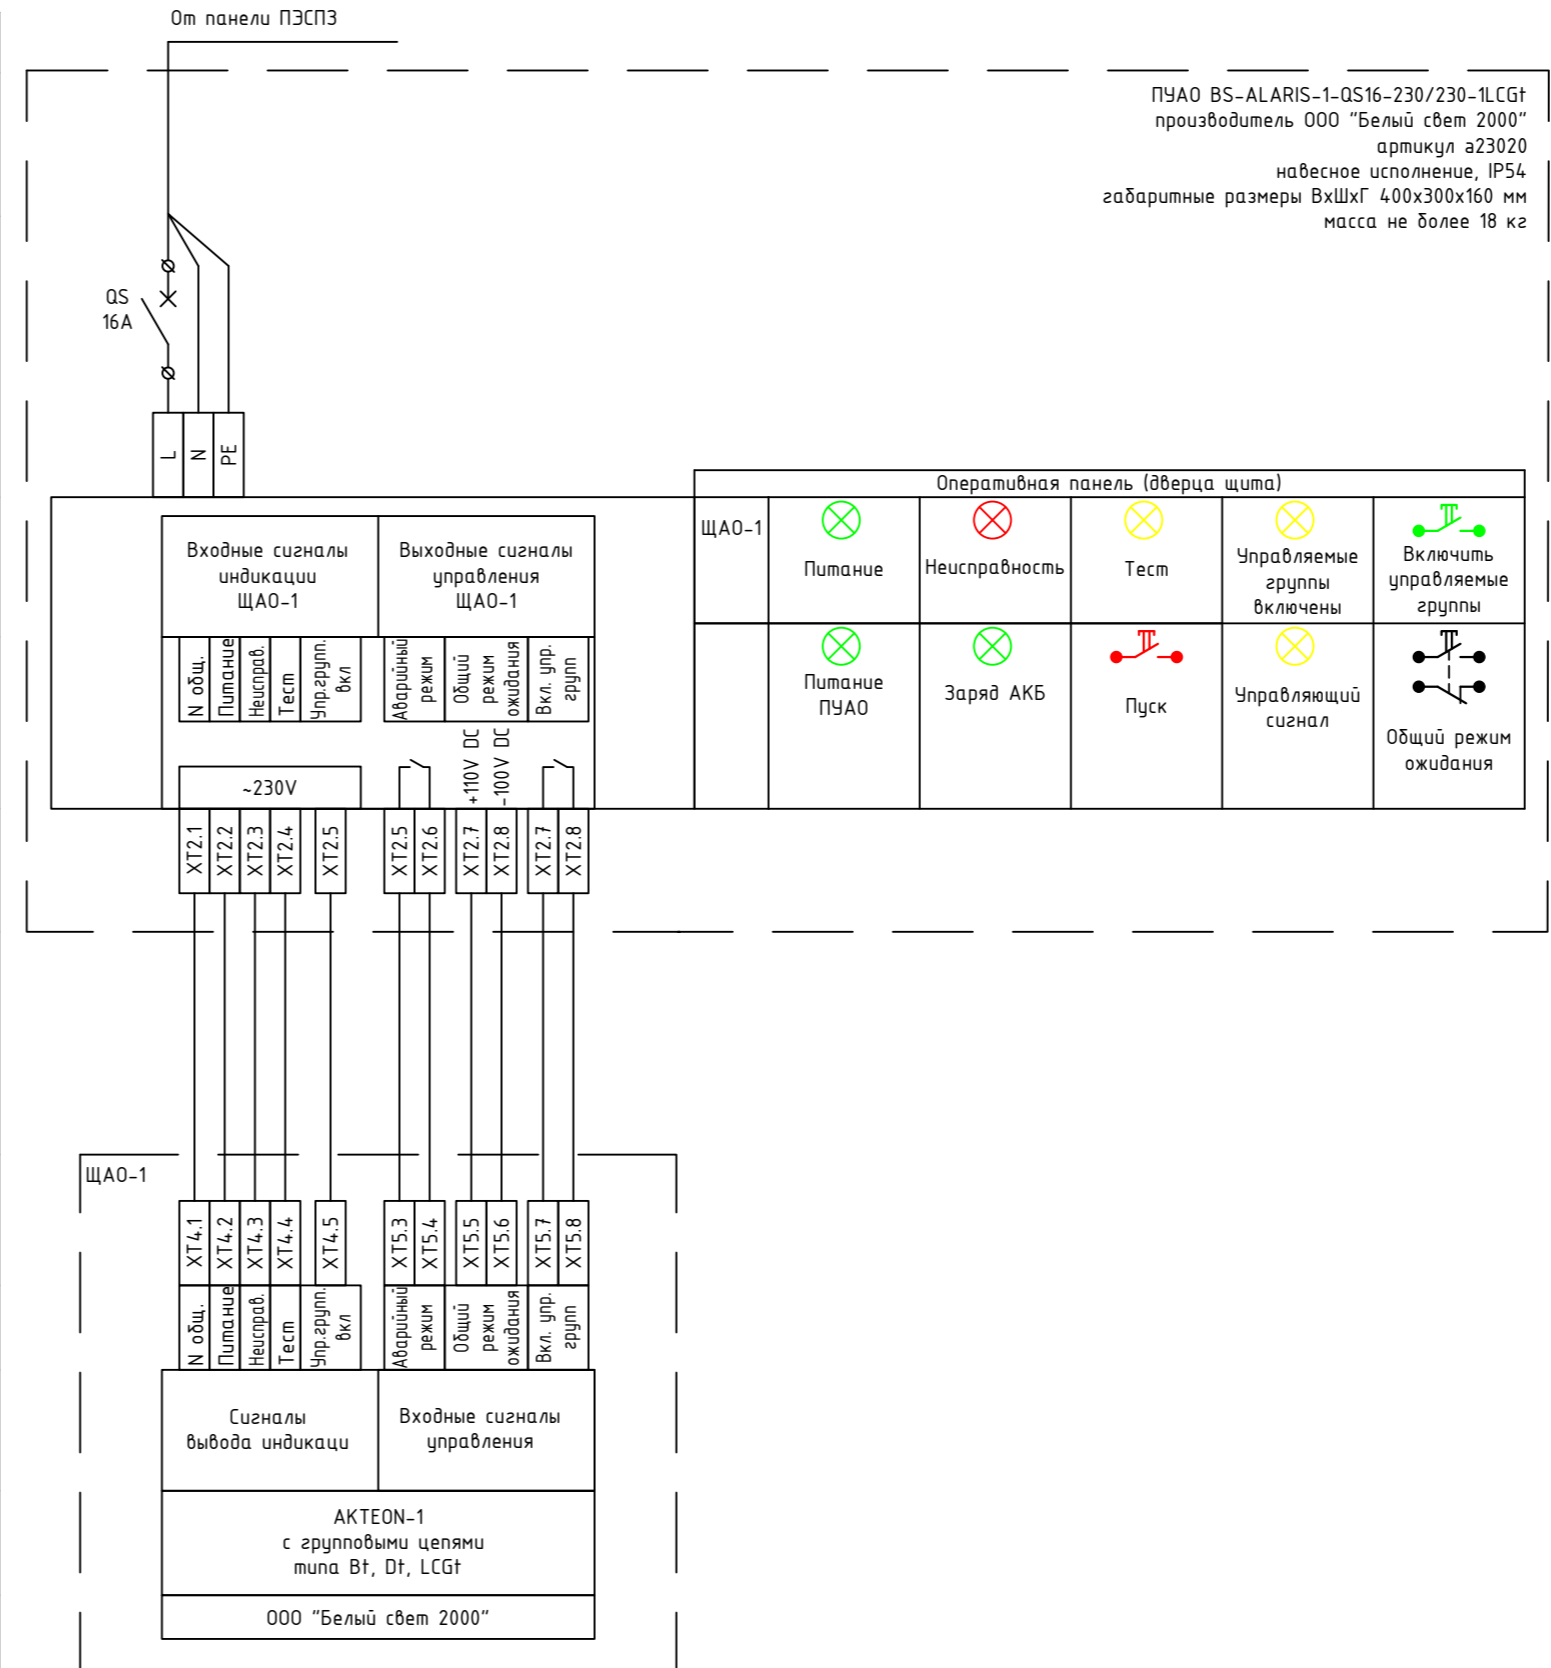 От панели ПЭСПЗ
ПУАО BS-ALARIS-1-QS16-230/230-1LCGt
производитель ООО "Белый свет 2000"
артикул а23020
навесное исполнение, IP54
габаритные размеры ВхШхГ 400х300х160 мм
масса не более 18 кг
QS
16А
L
N
PE
Оперативная панель (дверца щита)
ЩАО-1
Питание
Неисправность
Тест
Управляемые
группы
включены
Включить
управляемые
группы
Питание
ПУАО
Заряд АКБ
Пуск
Управляющий
сигнал
Общий режим
ожидания
Входные сигналы
индикации
ЩАО-1
Выходные сигналы
управления
ЩАО-1
N общ.
Питание
Неисправ.
Тест
Упр.групп.
вкл
Аварийный
режим
Общий
режим
ожидания
Вкл. упр.
групп
~230V
+110V DC
-100V DC
XT2.1
XT2.2
XT2.3
XT2.4
XT2.5
XT2.5
XT2.6
XT2.7
XT2.8
XT2.7
XT2.8
ЩАО-1
XT4.1
XT4.2
XT4.3
XT4.4
XT4.5
XT5.3
XT5.4
XT5.5
XT5.6
XT5.7
XT5.8
N общ.
Питание
Неисправ.
Тест
Упр.групп.
вкл
Аварийный
режим
Общий
режим
ожидания
Вкл. упр.
групп
Сигналы
вывода индикаци
Входные сигналы
управления
AKTEON-1
с групповыми цепями
типа Bt, Dt, LCGt
ООО "Белый свет 2000"